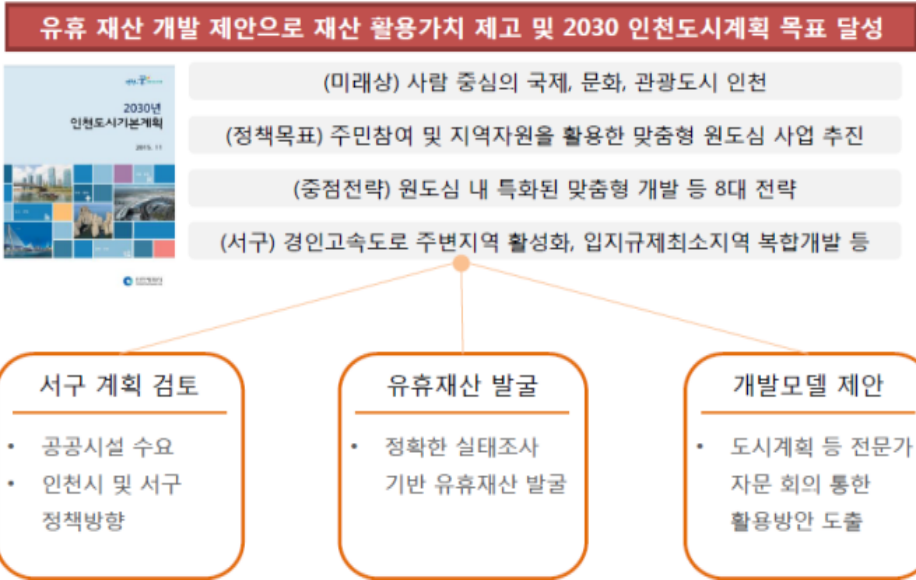 유휴 재산 개발 제안으로 재산 활용가치 제고 및 2030 인천도시계획 목표 달성
2030년
인천도시기본계획
2015. 11
(미래상) 사람 중심의 국제, 문화, 관광도시 인천
(정책목표) 주민참여 및 지역자원을 활용한 맞춤형 원도심 사업 추진
(중점전략) 원도심 내 특화된 맞춤형 개발 등 8대 전략
(서구) 경인고속도로 주변지역 활성화, 입지규제최소지역 복합개발 등
서구 계획 검토
• 공공시설 수요
• 인천시 및 서구
정책방향
유휴재산 발굴
• 정확한 실태조사
기반 유휴재산 발굴
개발모델 제안
• 도시계획 등 전문가
자문 회의 통한
활용방안 도출